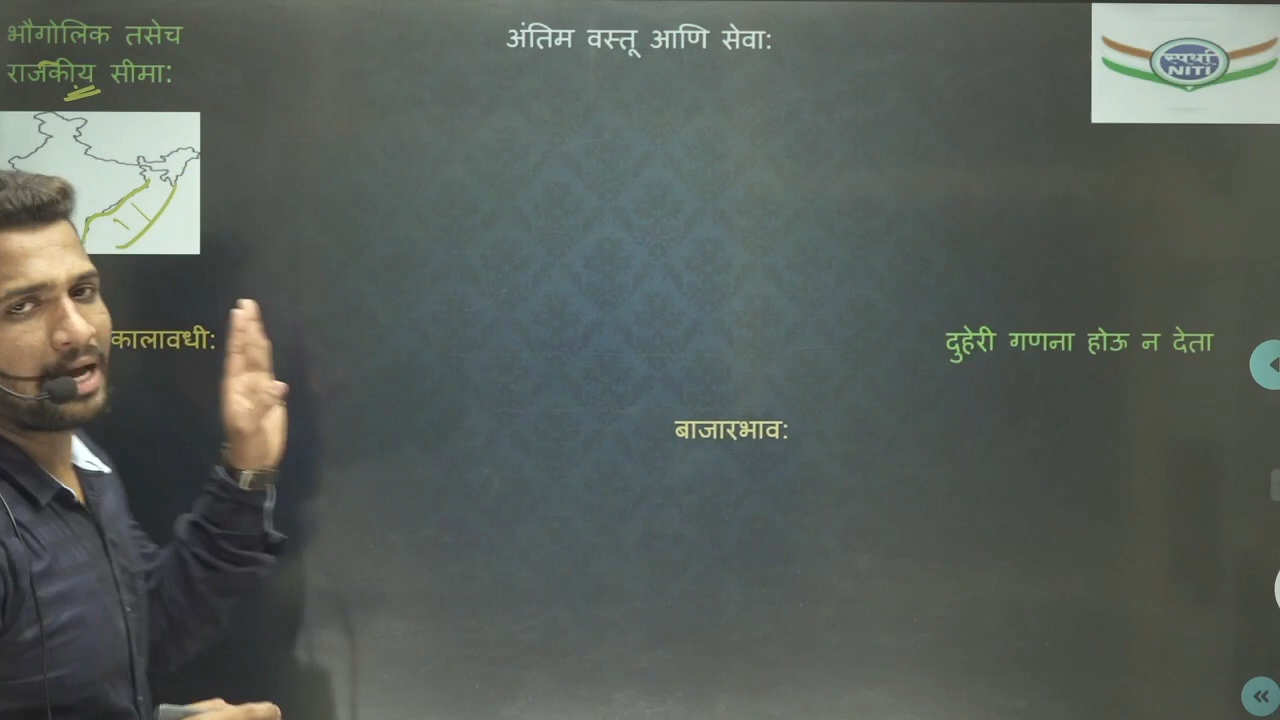 भौगोलिक तसेच
राजकीय सीमा:
अंतिम वस्तू आणि सेवा:
स्पर्धा
NITI
कालावधी:
दुहेरी गणना होऊ न देता
बाजारभाव: